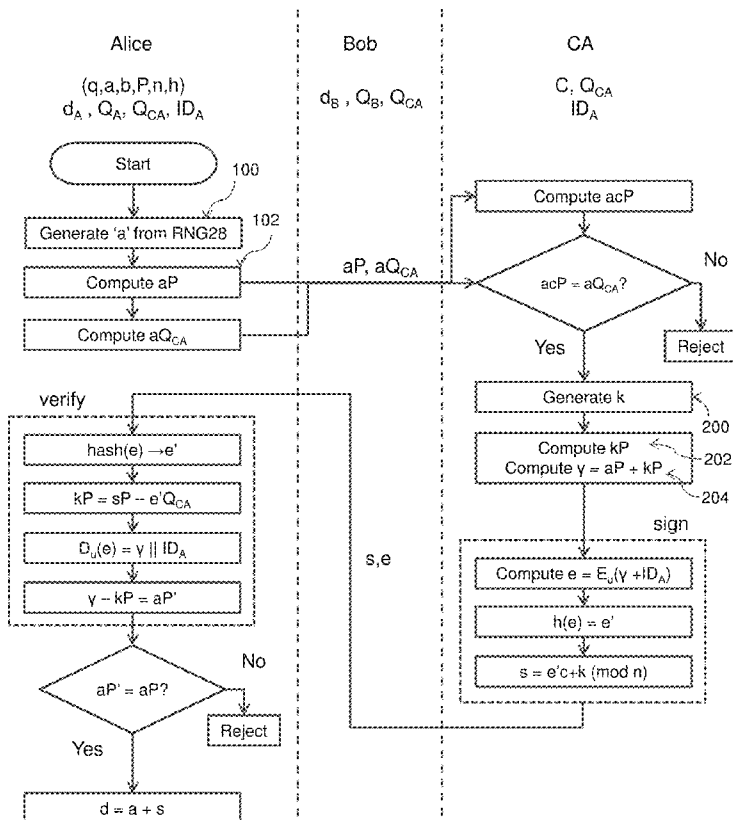 Alice
Bob
CA
(q,a,b,P,n,h)
d_A , Q_A, Q_CA, ID_A
d_B , Q_B, Q_CA
C, Q_CA
ID_A
Start
100
Generate 'a' from RNG28
102
Compute aP
Compute aQ_CA
aP, aQ_CA
Compute acP
acP = aQ_CA?
No
Reject
Yes
Generate k
200
Compute kP
202
Compute γ = aP + kP
204
sign
Compute e = E_u(γ +ID_A)
h(e) = e'
s = e'c+k (mod n)
s,e
verify
hash(e) →e'
kP = sP – e'Q_CA
D_u(e) = γ || ID_A
γ – kP = aP'
aP' = aP?
No
Reject
Yes
d = a + s